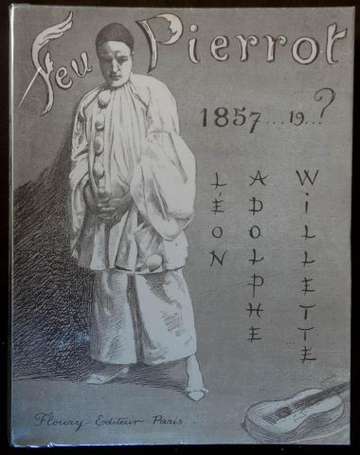 Feu Pierrot
1857...19...?
LÉON
ADOLPHE
WiLLETTE
Floury Editeur Paris